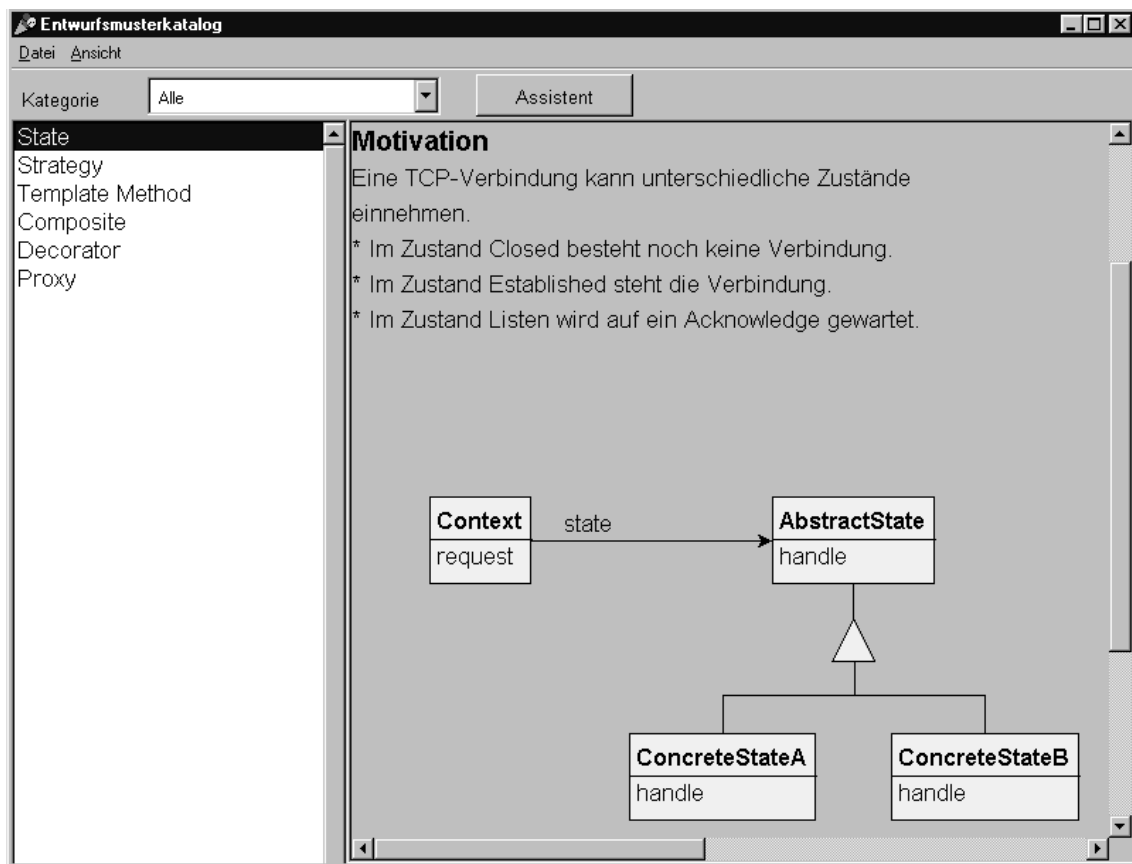 Entwurfsmusterkatalog
Datei Ansicht
Kategorie Alle Assistent
State
Strategy
Template Method
Composite
Decorator
Proxy
Motivation
Eine TCP-Verbindung kann unterschiedliche Zustände
einnehmen.
* Im Zustand Closed besteht noch keine Verbindung.
* Im Zustand Established steht die Verbindung.
* Im Zustand Listen wird auf ein Acknowledge gewartet.
Context
request
state
AbstractState
handle
ConcreteStateA
handle
ConcreteStateB
handle